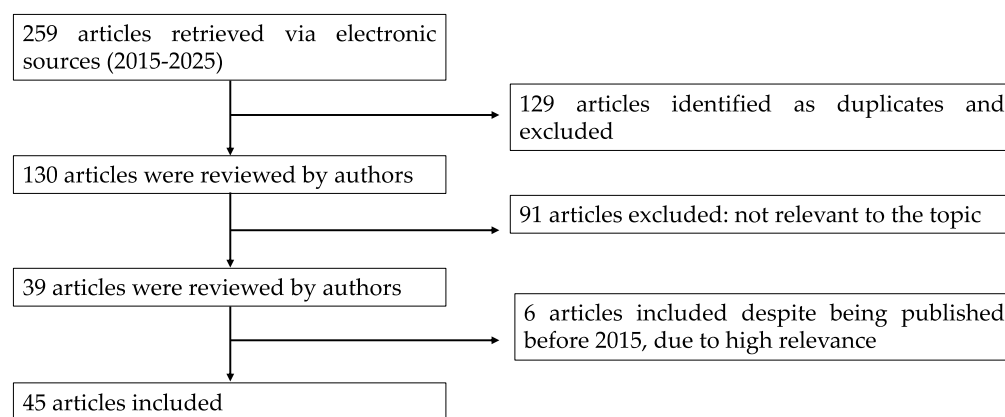 259 articles retrieved via electronic
sources (2015-2025)
129 articles identified as duplicates and
excluded
130 articles were reviewed by authors
91 articles excluded: not relevant to the topic
39 articles were reviewed by authors
6 articles included despite being published
before 2015, due to high relevance
45 articles included